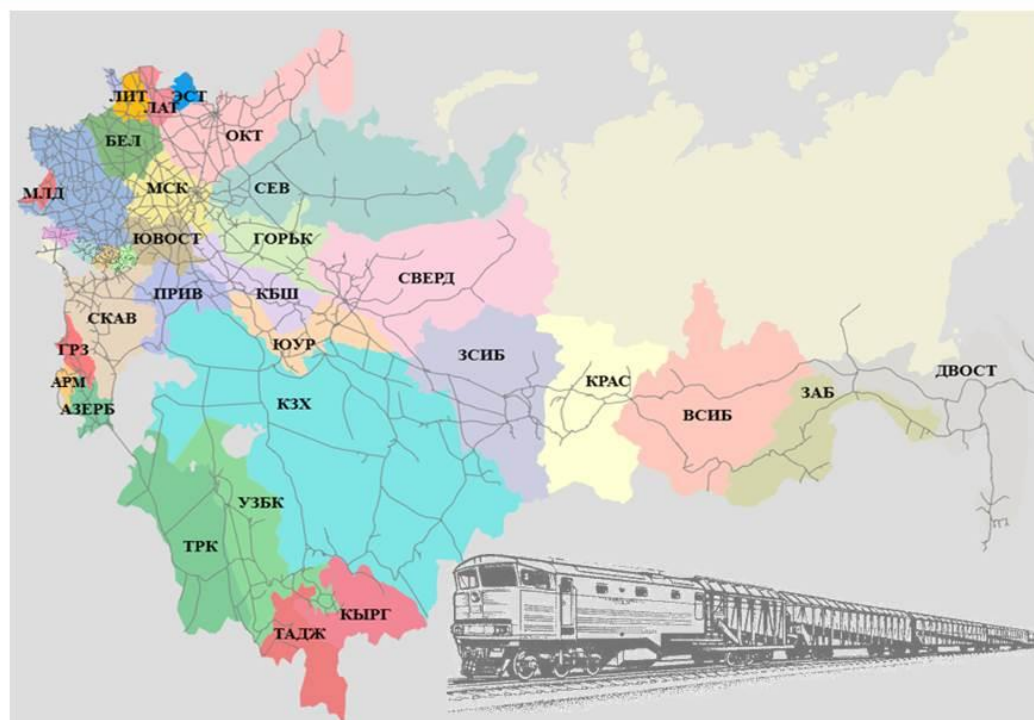 ЛИТ
ЭСТ
ЛАТ
ОКТ
БЕЛ
МЛД
МСК
СЕВ
ЮВОСТ
ГОРЬК
СВЕРД
ПРИВ
КБШ
СКАВ
ГРЗ
ЮУР
ЗСИБ
АРМ
КРАС
ДВОСТ
АЗЕРБ
КЗХ
ВСИБ
ЗАБ
УЗБК
ТРК
КЫРГ
ТАДЖ